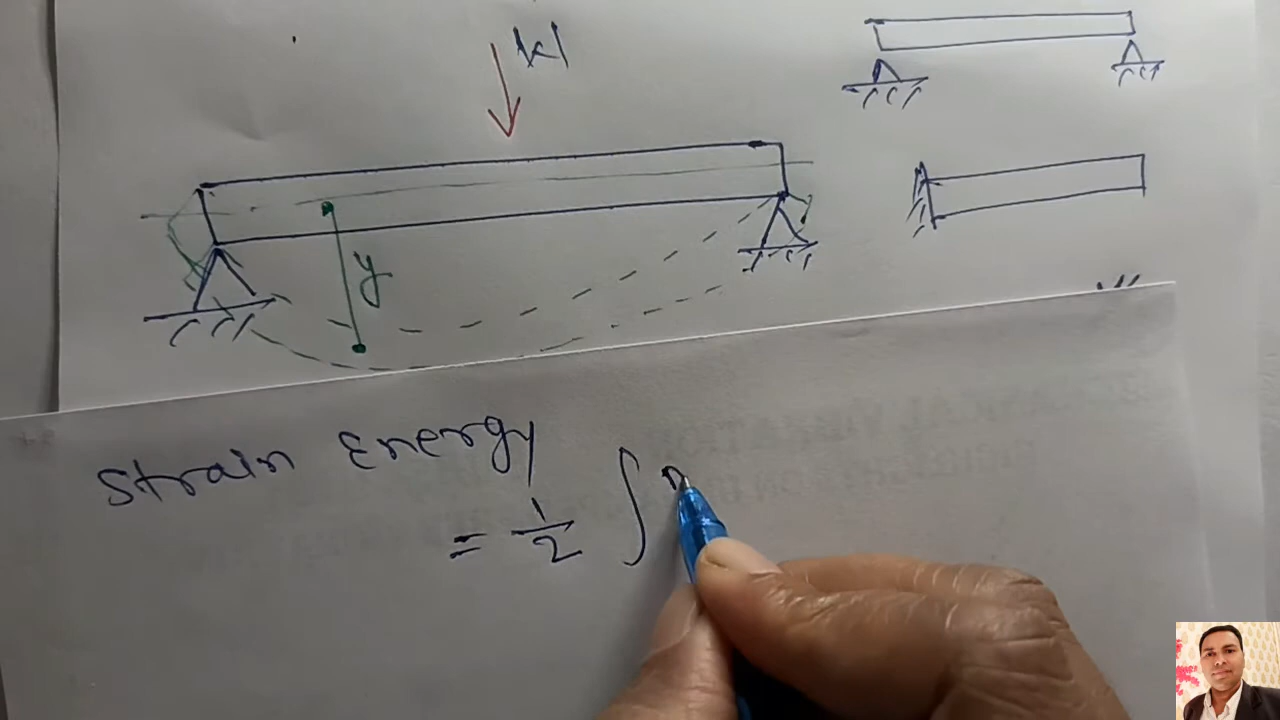 W
y
Strain Energy
= 1/2 ∫